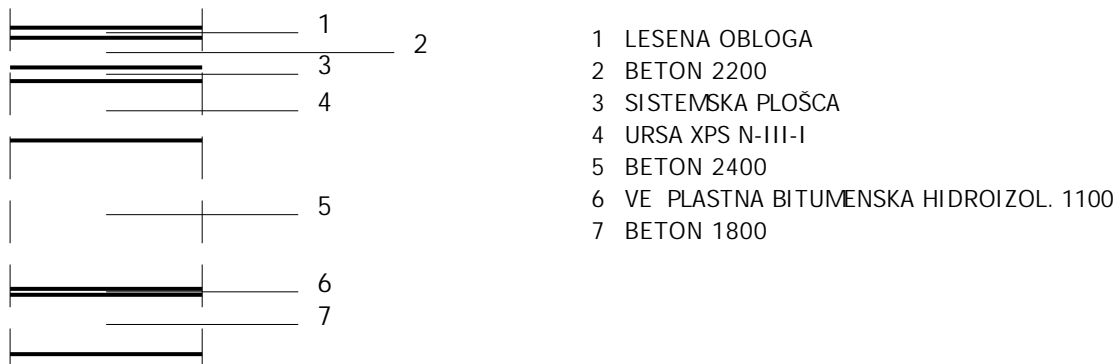 1
2
3
4
5
6
7
1 LESENA OBLOGA
2 BETON 2200
3 SISTEMSKA PLOŠCA
4 URSA XPS N-III-I
5 BETON 2400
6 VE PLASTNA BITUMENSKA HIDROIZOL. 1100
7 BETON 1800